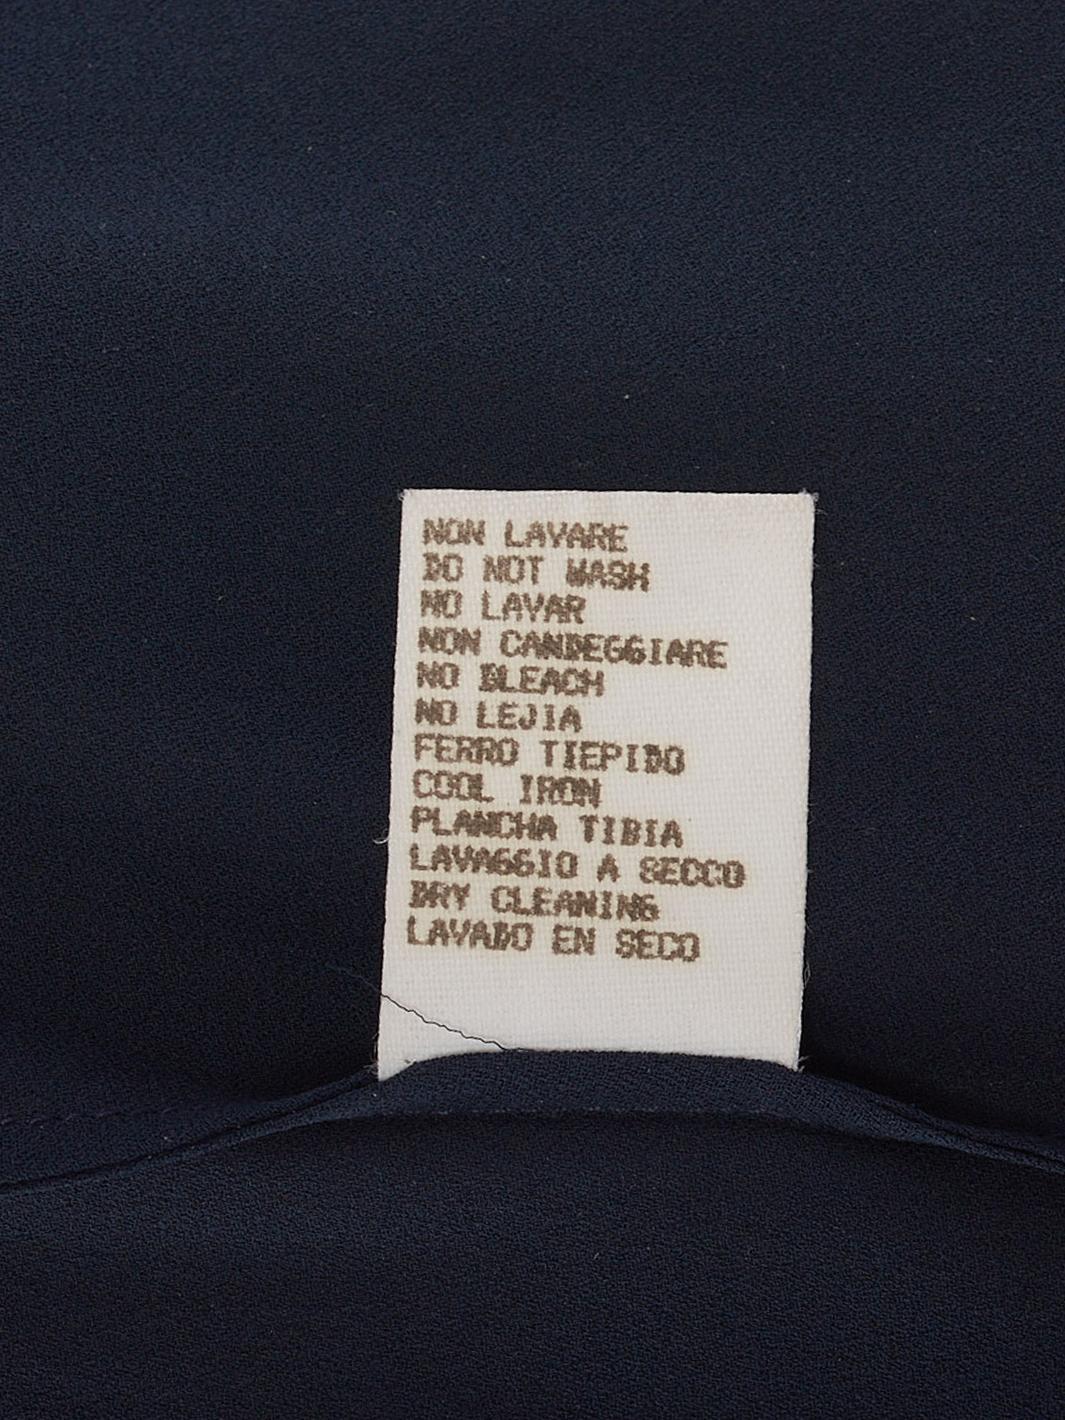 NON LAVARE
DO NOT WASH
NO LAVAR
NON CANDEGGIARE
NO BLEACH
NO LEJIA
FERRO TIEPIDO
COOL IRON
PLANCHA TIBIA
LAVAGGIO A SECCO
DRY CLEANING
LAVADO EN SECO